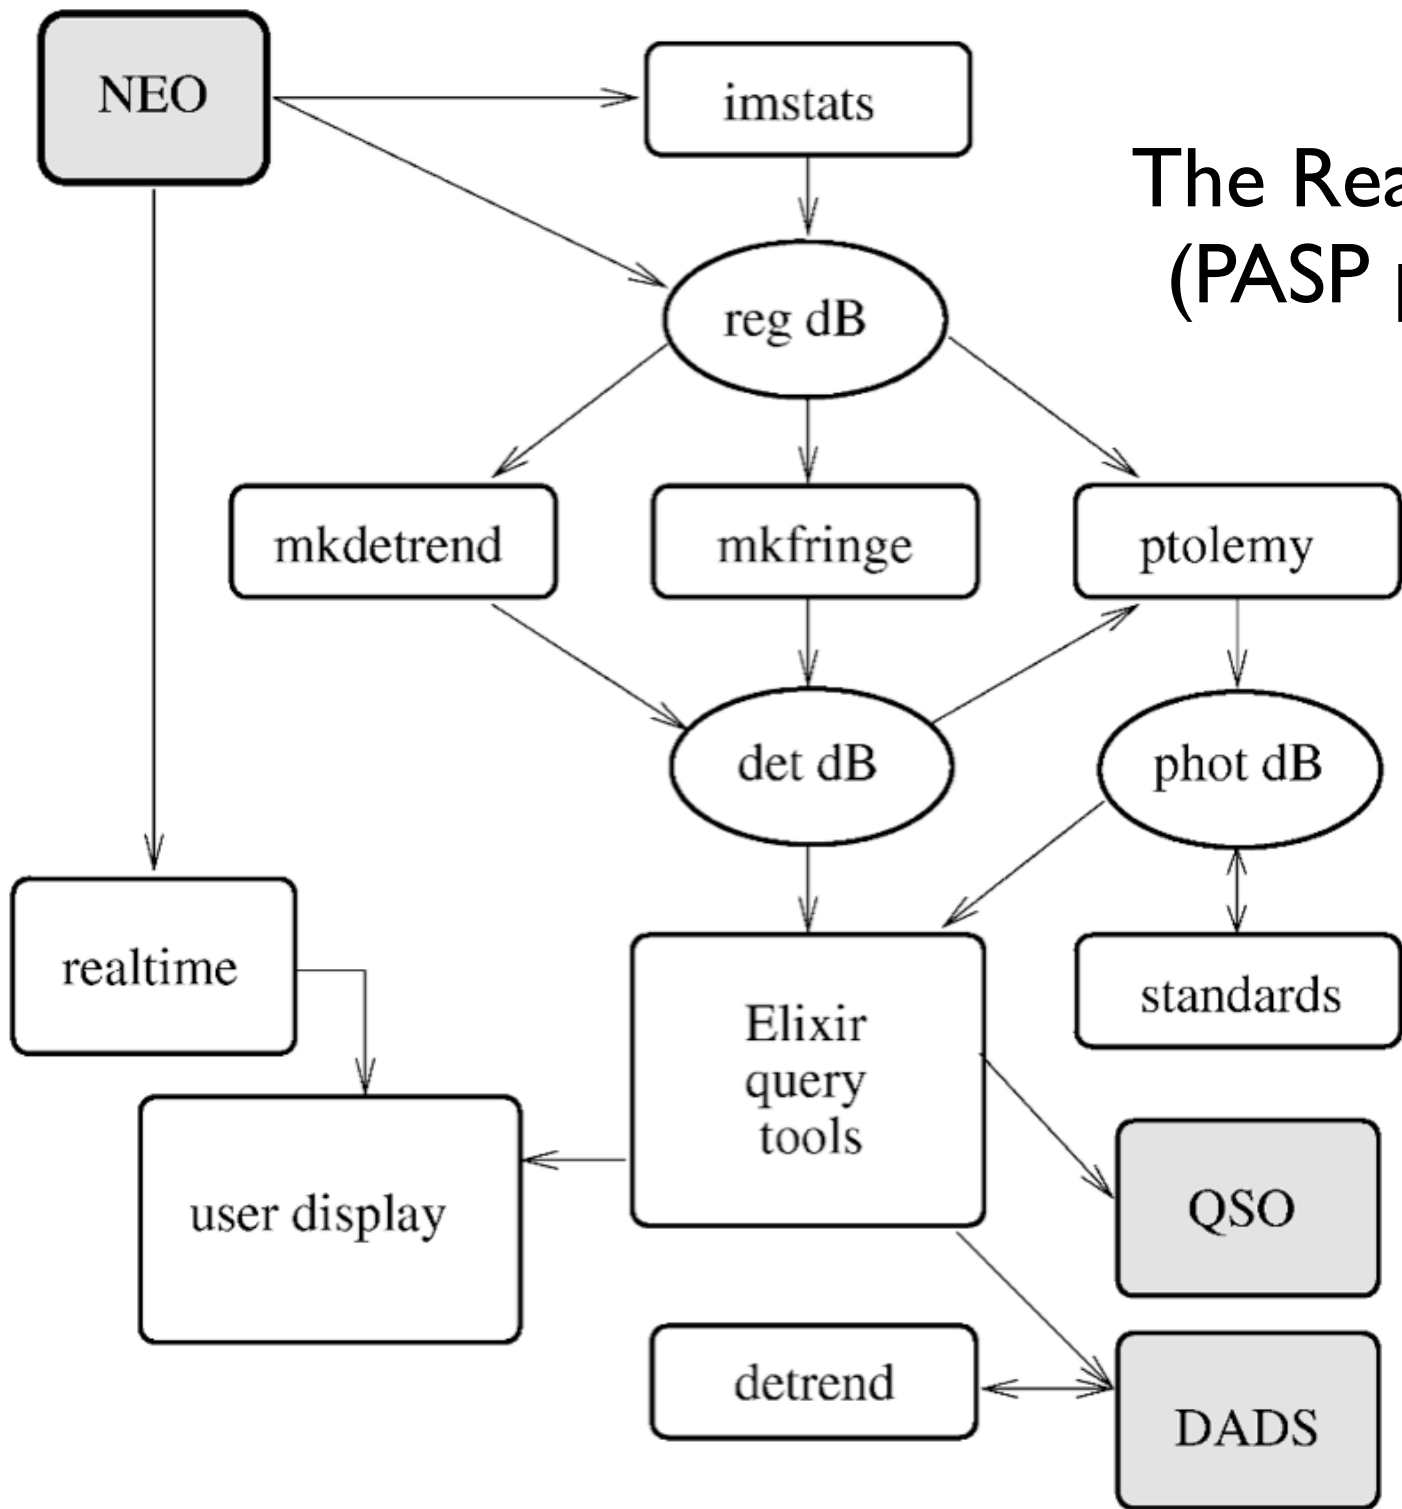 NEO
imstats
The Rea
(PASP
reg dB
mkdetrend
mkfringe
ptolemy
det dB
phot dB
realtime
standards
Elixir
query
tools
user display
QSO
detrend
DADS